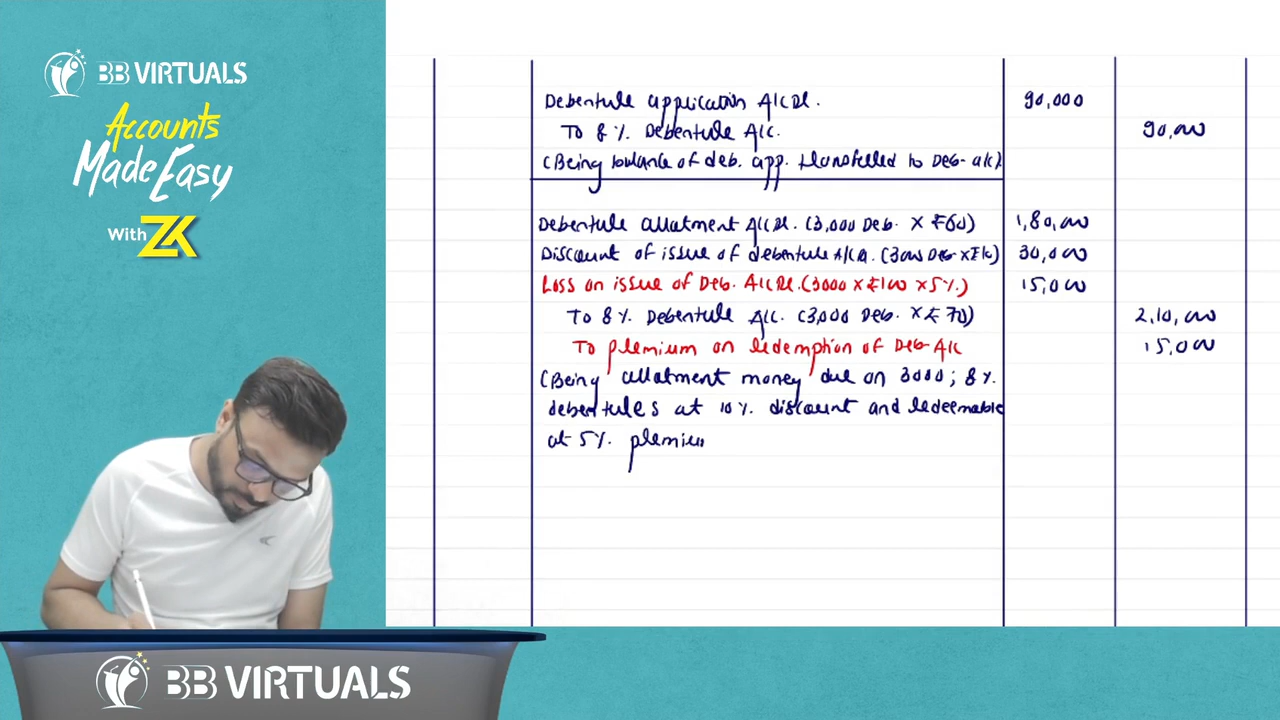 BB VIRTUALS
Accounts
Made Easy
With ZK
Debenture application A/c Dr. 90,000
To 8% Debenture A/c. 90,000
(Being balance of deb. app. transferred to Deb. a/c)
Debenture allotment A/c Dr. (3,000 Deb. × ₹60) 1,80,000
Discount of issue of debenture A/c Dr. (3000 Deb × ₹10) 30,000
Loss on issue of Deb. A/c Dr. (3000 × ₹100 × 5%) 15,000
To 8% Debenture A/c. (3,000 Deb. × ₹70) 2,10,000
To premium on redemption of Deb A/c 15,000
(Being allotment money due on 3000; 8%
debentures at 10% discount and redeemable
at 5% premium
BB VIRTUALS